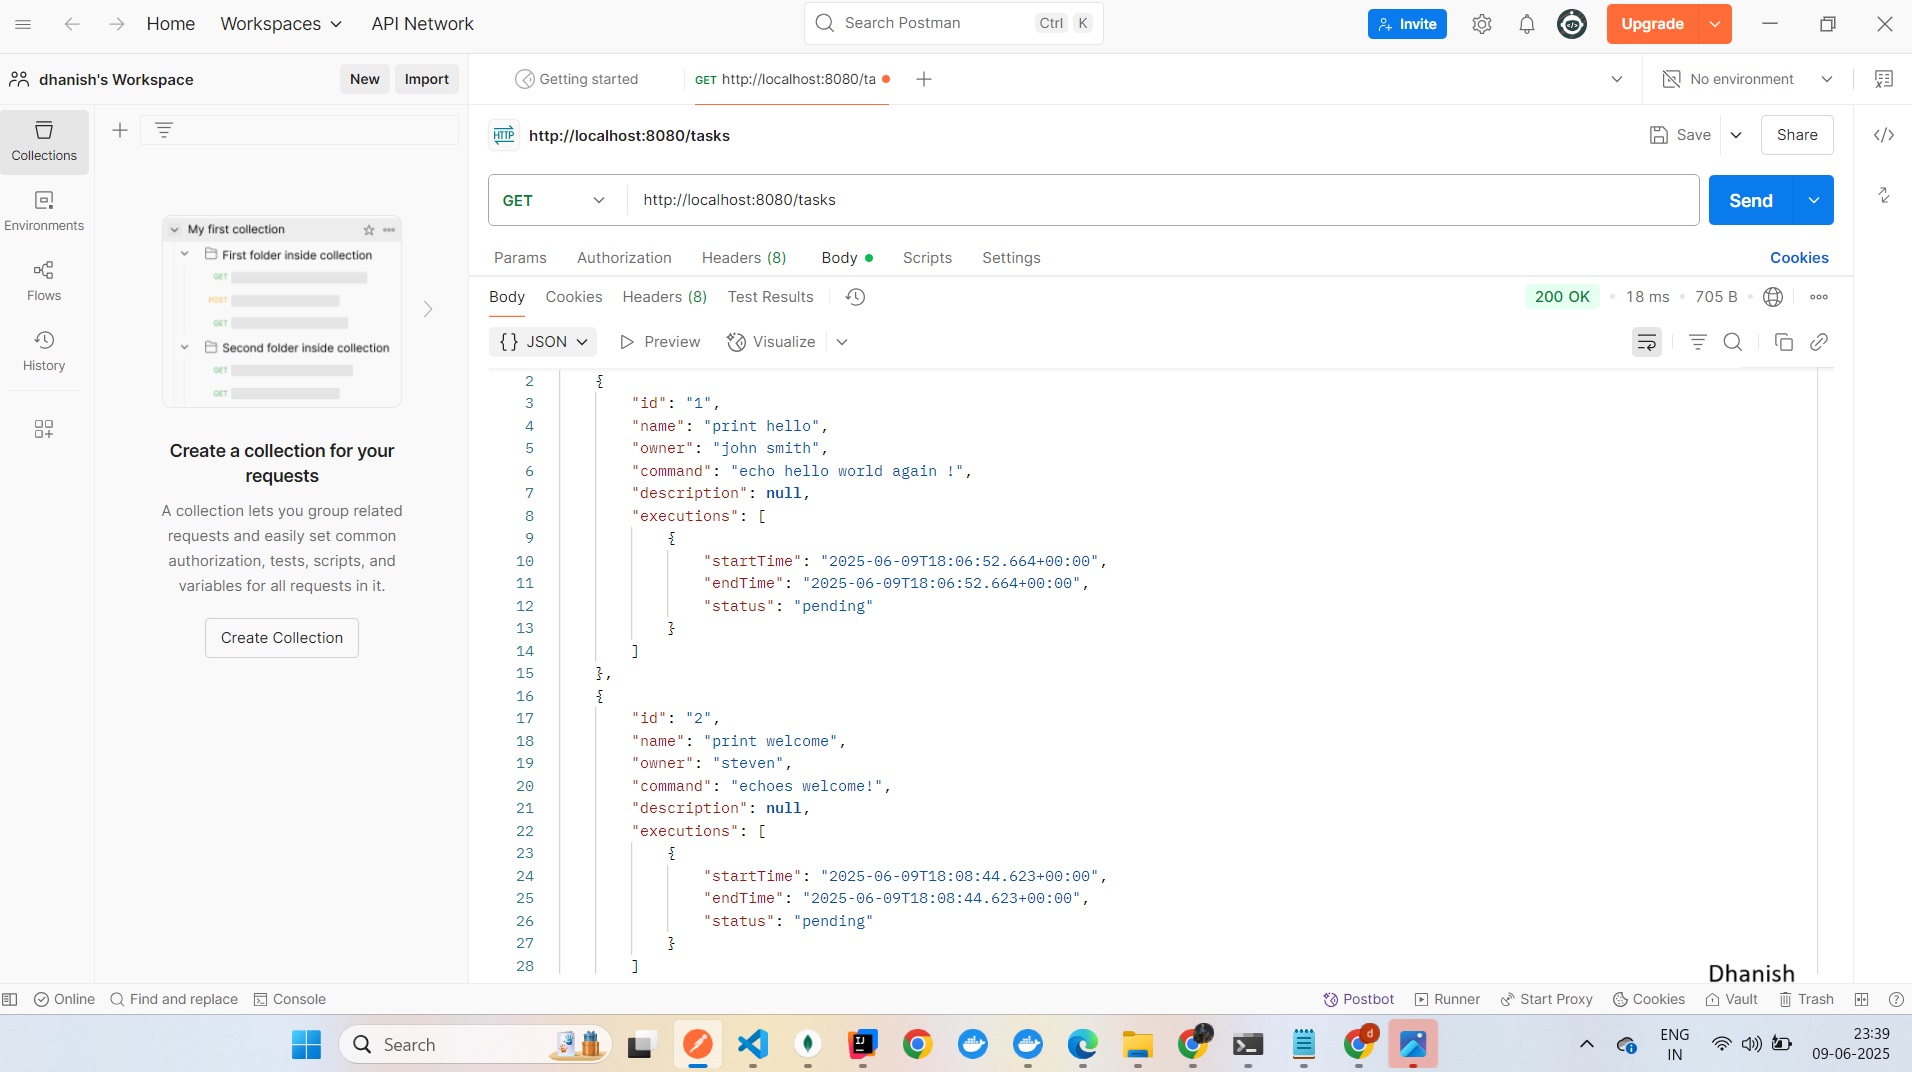 Home Workspaces API Network Search Postman Ctrl K Invite Upgrade
dhanish's Workspace New Import Getting started GET http://localhost:8080/ta No environment
Collections
Environments
Flows
History
My first collection
First folder inside collection
GET
POST
GET
Second folder inside collection
GET
GET
Create a collection for your
requests
A collection lets you group related
requests and easily set common
authorization, tests, scripts, and
variables for all requests in it.
Create Collection
HTTP http://localhost:8080/tasks Save Share
GET http://localhost:8080/tasks Send
Params Authorization Headers (8) Body Scripts Settings Cookies
Body Cookies Headers (8) Test Results 200 OK 18 ms 705 B
{} JSON Preview Visualize
2 {
3 "id": "1",
4 "name": "print hello",
5 "owner": "john smith",
6 "command": "echo hello world again !",
7 "description": null,
8 "executions": [
9 {
10 "startTime": "2025-06-09T18:06:52.664+00:00",
11 "endTime": "2025-06-09T18:06:52.664+00:00",
12 "status": "pending"
13 }
14 ]
15 },
16 {
17 "id": "2",
18 "name": "print welcome",
19 "owner": "steven",
20 "command": "echoes welcome!",
21 "description": null,
22 "executions": [
23 {
24 "startTime": "2025-06-09T18:08:44.623+00:00",
25 "endTime": "2025-06-09T18:08:44.623+00:00",
26 "status": "pending"
27 }
28 ]
Dhanish
Online Find and replace Console Postbot Runner Start Proxy Cookies Vault Trash
Search ENG 23:39
IN 09-06-2025